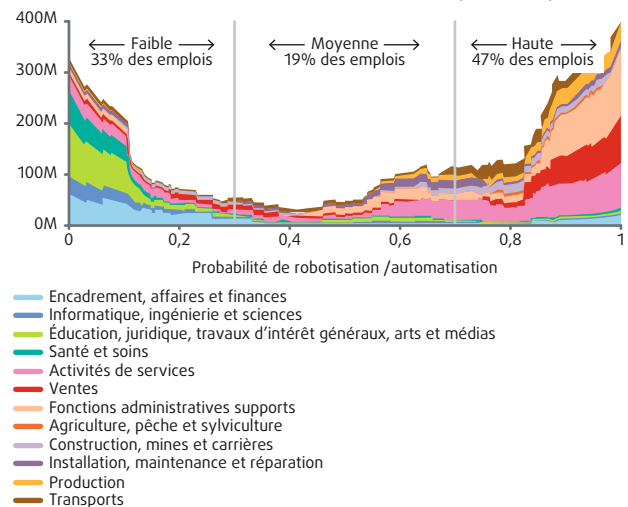 400M
300M
200M
100M
0M
Faible
33% des emplois
Moyenne
19% des emplois
Haute
47% des emplois
0
0,2
0,4
0,6
0,8
1
Probabilité de robotisation /automatisation
Encadrement, affaires et finances
Informatique, ingénierie et sciences
Éducation, juridique, travaux d'intérêt généraux, arts et médias
Santé et soins
Activités de services
Ventes
Fonctions administratives supports
Agriculture, pêche et sylviculture
Construction, mines et carrières
Installation, maintenance et réparation
Production
Transports